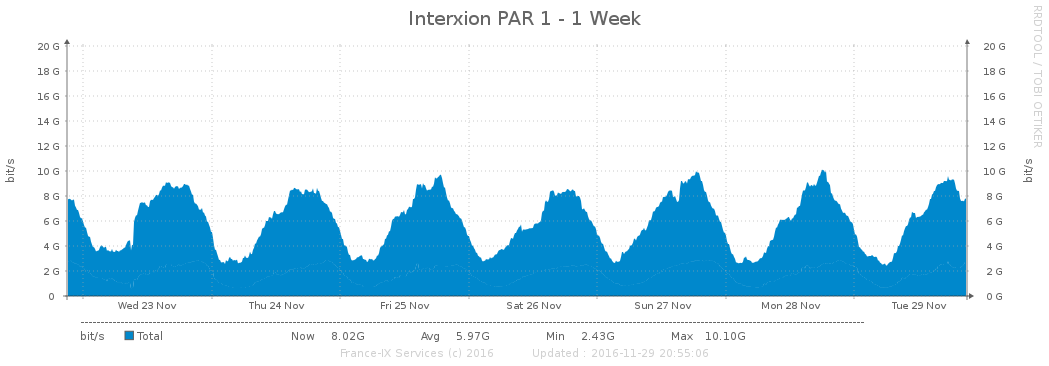 Interxion PAR 1 - 1 Week
RRDTOOL / TOBI OETIKER
20 G 20 G
18 G 18 G
16 G 16 G
14 G 14 G
12 G 12 G
10 G 10 G
8 G 8 G
6 G 6 G
4 G 4 G
2 G 2 G
0 0 G
bit/s bit/s
Wed 23 Nov Thu 24 Nov Fri 25 Nov Sat 26 Nov Sun 27 Nov Mon 28 Nov Tue 29 Nov
bit/s Total Now 8.02G Avg 5.97G Min 2.43G Max 10.10G
France-IX Services (c) 2016 Updated : 2016-11-29 20:55:06